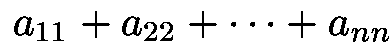 $a_{11} + a_{22} + \cdots + a_{nn}$